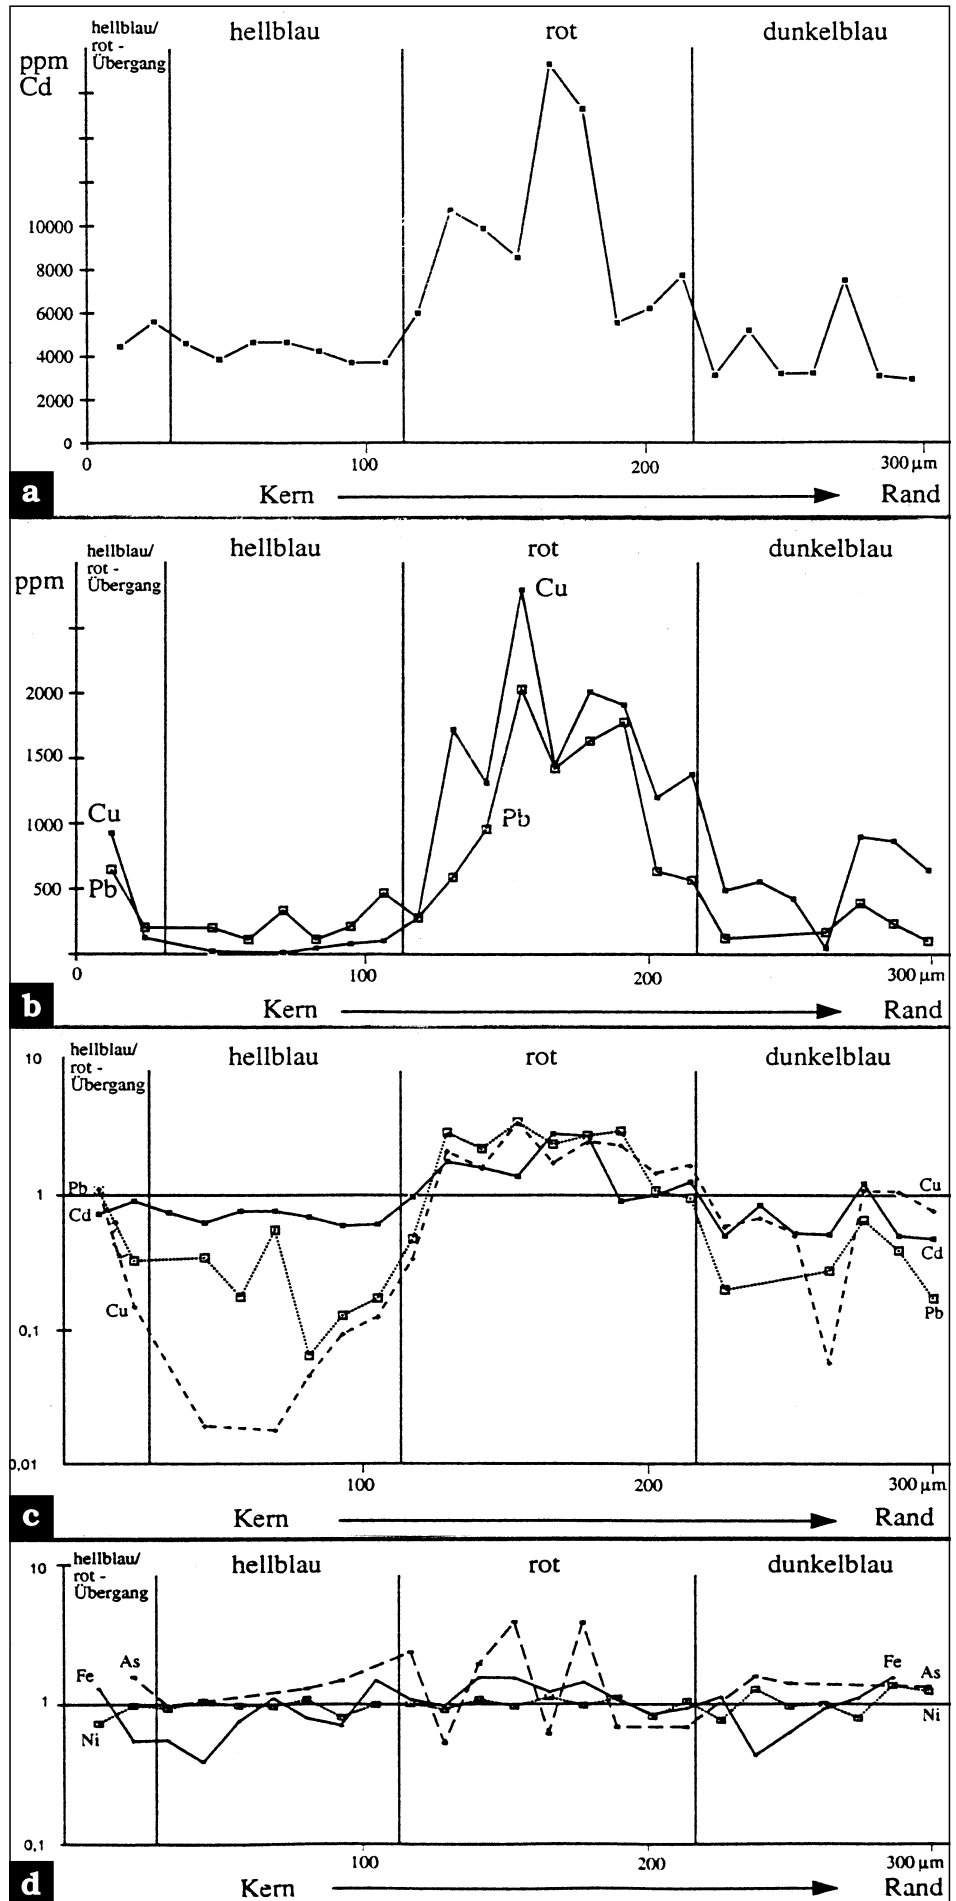 hellblau/
rot -
Übergang
hellblau
rot
dunkelblau
ppm
Cd
10000
8000
6000
4000
2000
0
0
100
200
300 µm
a
Kern
Rand
hellblau/
rot -
Übergang
hellblau
rot
dunkelblau
ppm
Cu
2000
1500
1000
500
Cu
Pb
Pb
0
100
200
300 µm
b
Kern
Rand
10
hellblau/
rot -
Übergang
hellblau
rot
dunkelblau
Pb
1
Cd
Cu
Cu
Cd
Pb
0,1
0,01
100
200
300 µm
c
Kern
Rand
10
hellblau/
rot -
Übergang
hellblau
rot
dunkelblau
Fe
As
Fe
As
1
Ni
Ni
0,1
100
200
300 µm
d
Kern
Rand